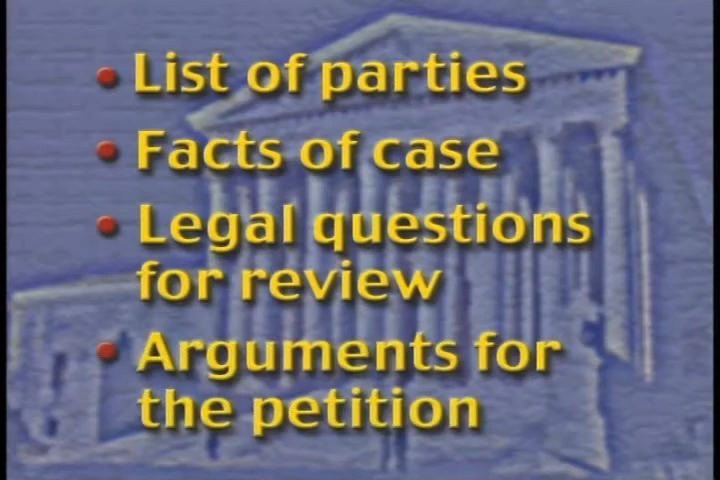 • List of parties
• Facts of case
• Legal questions
for review
• Arguments for
the petition